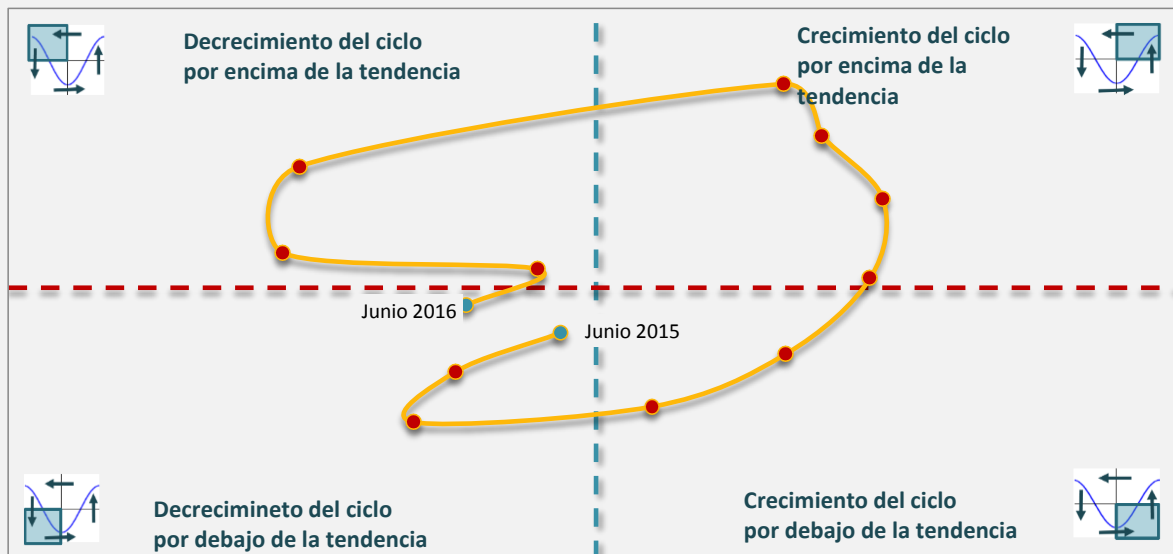 Decrecimiento del ciclo
por encima de la tendencia
Crecimiento del ciclo
por encima de la
tendencia
Junio 2016
Junio 2015
Decrecimineto del ciclo
por debajo de la tendencia
Crecimiento del ciclo
por debajo de la tendencia